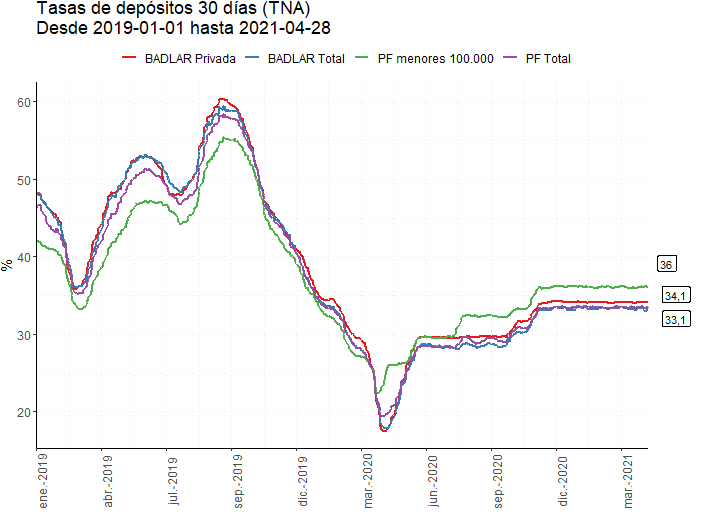 Tasas de depósitos 30 días (TNA)
Desde 2019-01-01 hasta 2021-04-28
BADLAR Privada BADLAR Total PF menores 100.000 PF Total
%
60
50
40
30
20
36
34,1
33,1
ene.-2019
abr.-2019
jul.-2019
sep.-2019
dic.-2019
mar.-2020
jun.-2020
sep.-2020
dic.-2020
mar.-2021